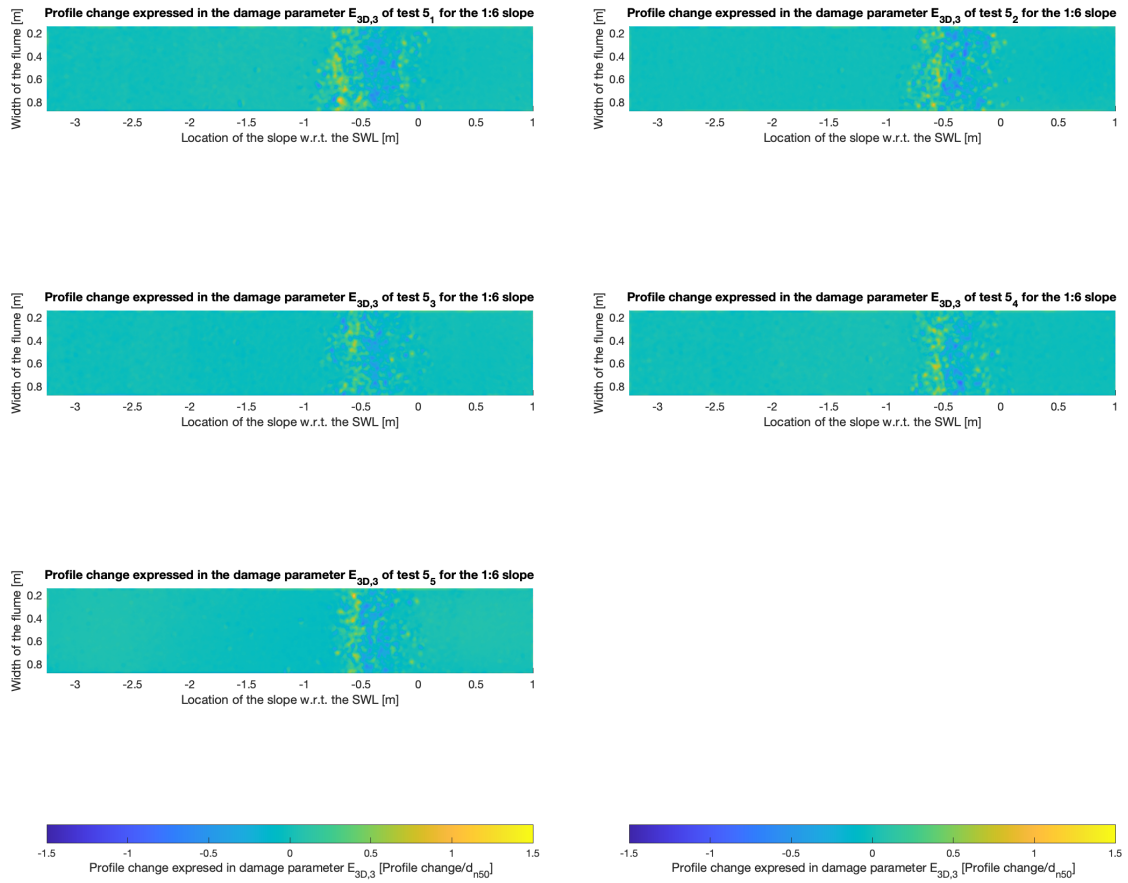 Profile change expressed in the damage parameter E3D,3 of test 51 for the 1:6 slope
Width of the flume [m]
0.2
0.4
0.6
0.8
-3 -2.5 -2 -1.5 -1 -0.5 0 0.5 1
Location of the slope w.r.t. the SWL [m]
Profile change expressed in the damage parameter E3D,3 of test 52 for the 1:6 slope
Width of the flume [m]
0.2
0.4
0.6
0.8
-3 -2.5 -2 -1.5 -1 -0.5 0 0.5 1
Location of the slope w.r.t. the SWL [m]
Profile change expressed in the damage parameter E3D,3 of test 53 for the 1:6 slope
Width of the flume [m]
0.2
0.4
0.6
0.8
-3 -2.5 -2 -1.5 -1 -0.5 0 0.5 1
Location of the slope w.r.t. the SWL [m]
Profile change expressed in the damage parameter E3D,3 of test 54 for the 1:6 slope
Width of the flume [m]
0.2
0.4
0.6
0.8
-3 -2.5 -2 -1.5 -1 -0.5 0 0.5 1
Location of the slope w.r.t. the SWL [m]
Profile change expressed in the damage parameter E3D,3 of test 55 for the 1:6 slope
Width of the flume [m]
0.2
0.4
0.6
0.8
-3 -2.5 -2 -1.5 -1 -0.5 0 0.5 1
Location of the slope w.r.t. the SWL [m]
-1.5 -1 -0.5 0 0.5 1 1.5
Profile change expresed in the damage parameter E3D,3 [Profile change/dn50]
-1.5 -1 -0.5 0 0.5 1 1.5
Profile change expresed in the damage parameter E3D,3 [Profile change/dn50]